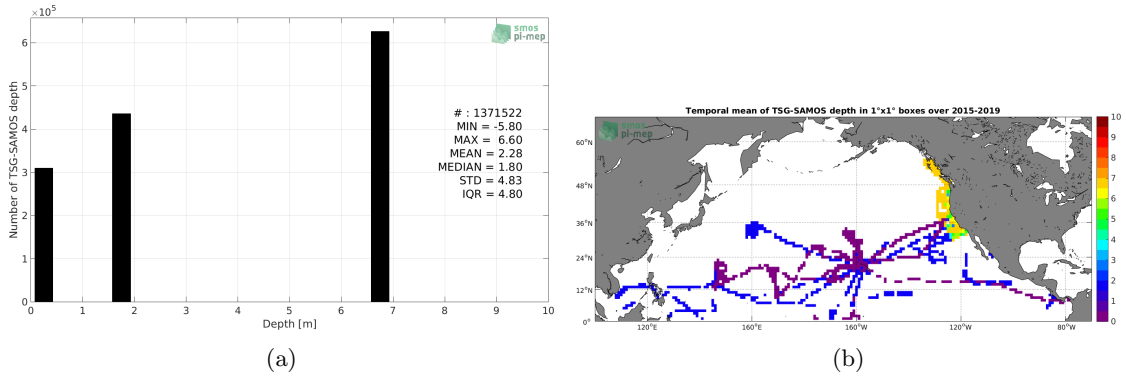 ×10⁵
smos
pi-mep
6
5
4
3
2
1
0
Number of TSG-SAMOS depth
# : 1371522
MIN = -5.80
MAX = 6.60
MEAN = 2.28
MEDIAN = 1.80
STD = 4.83
IQR = 4.80
0 1 2 3 4 5 6 7 8 9 10
Depth [m]
(a)
Temporal mean of TSG-SAMOS depth in 1°x1° boxes over 2015-2019
smos
pi-mep
60°N
48°N
36°N
24°N
12°N
0°
120°E 160°E 160°W 120°W 80°W
10
9
8
7
6
5
4
3
2
1
0
(b)